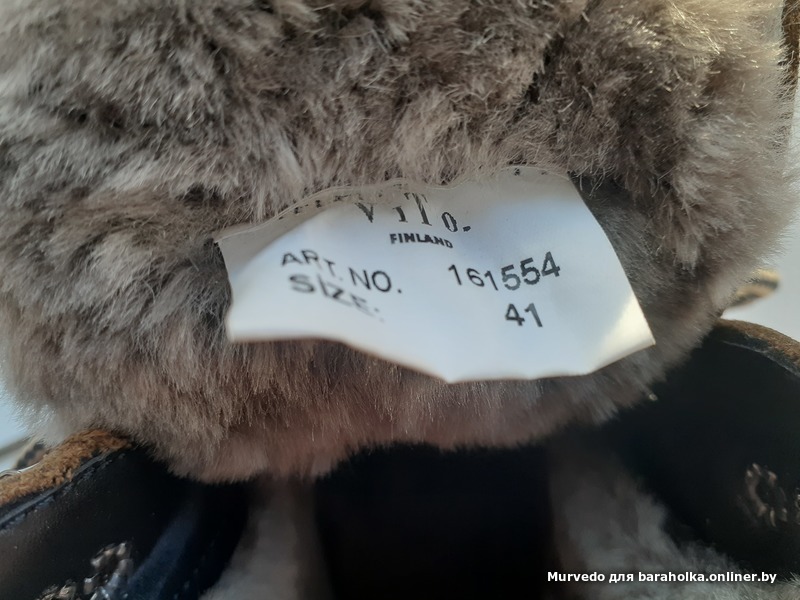 ViTo.
FINLAND
ART. NO. 161554
SIZE. 41
Murvedo для baraholka.onliner.by